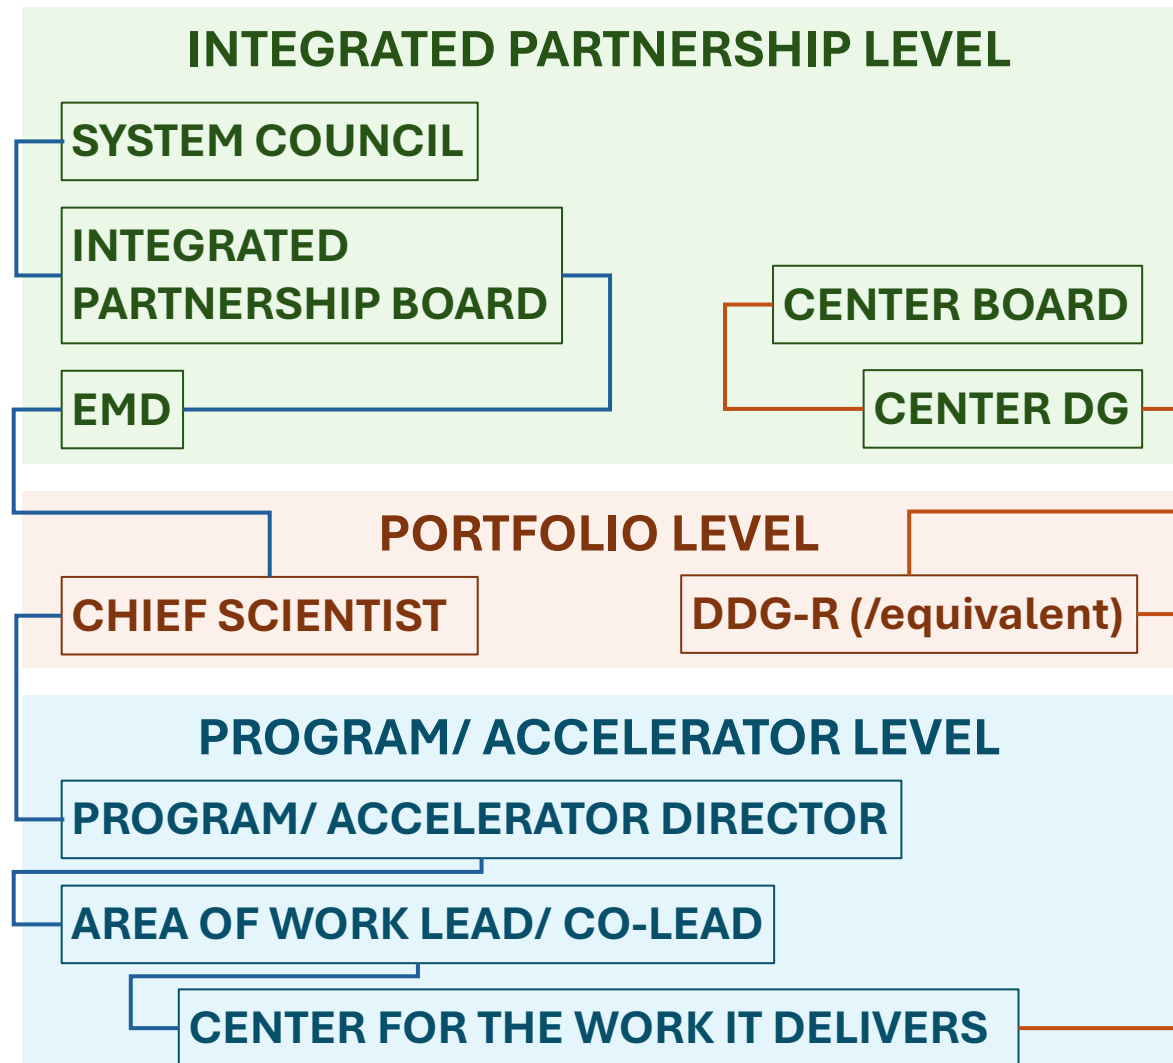 INTEGRATED PARTNERSHIP LEVEL
SYSTEM COUNCIL
INTEGRATED
PARTNERSHIP BOARD
CENTER BOARD
EMD
CENTER DG
PORTFOLIO LEVEL
CHIEF SCIENTIST
DDG-R (/equivalent)
PROGRAM/ ACCELERATOR LEVEL
PROGRAM/ ACCELERATOR DIRECTOR
AREA OF WORK LEAD/ CO-LEAD
CENTER FOR THE WORK IT DELIVERS